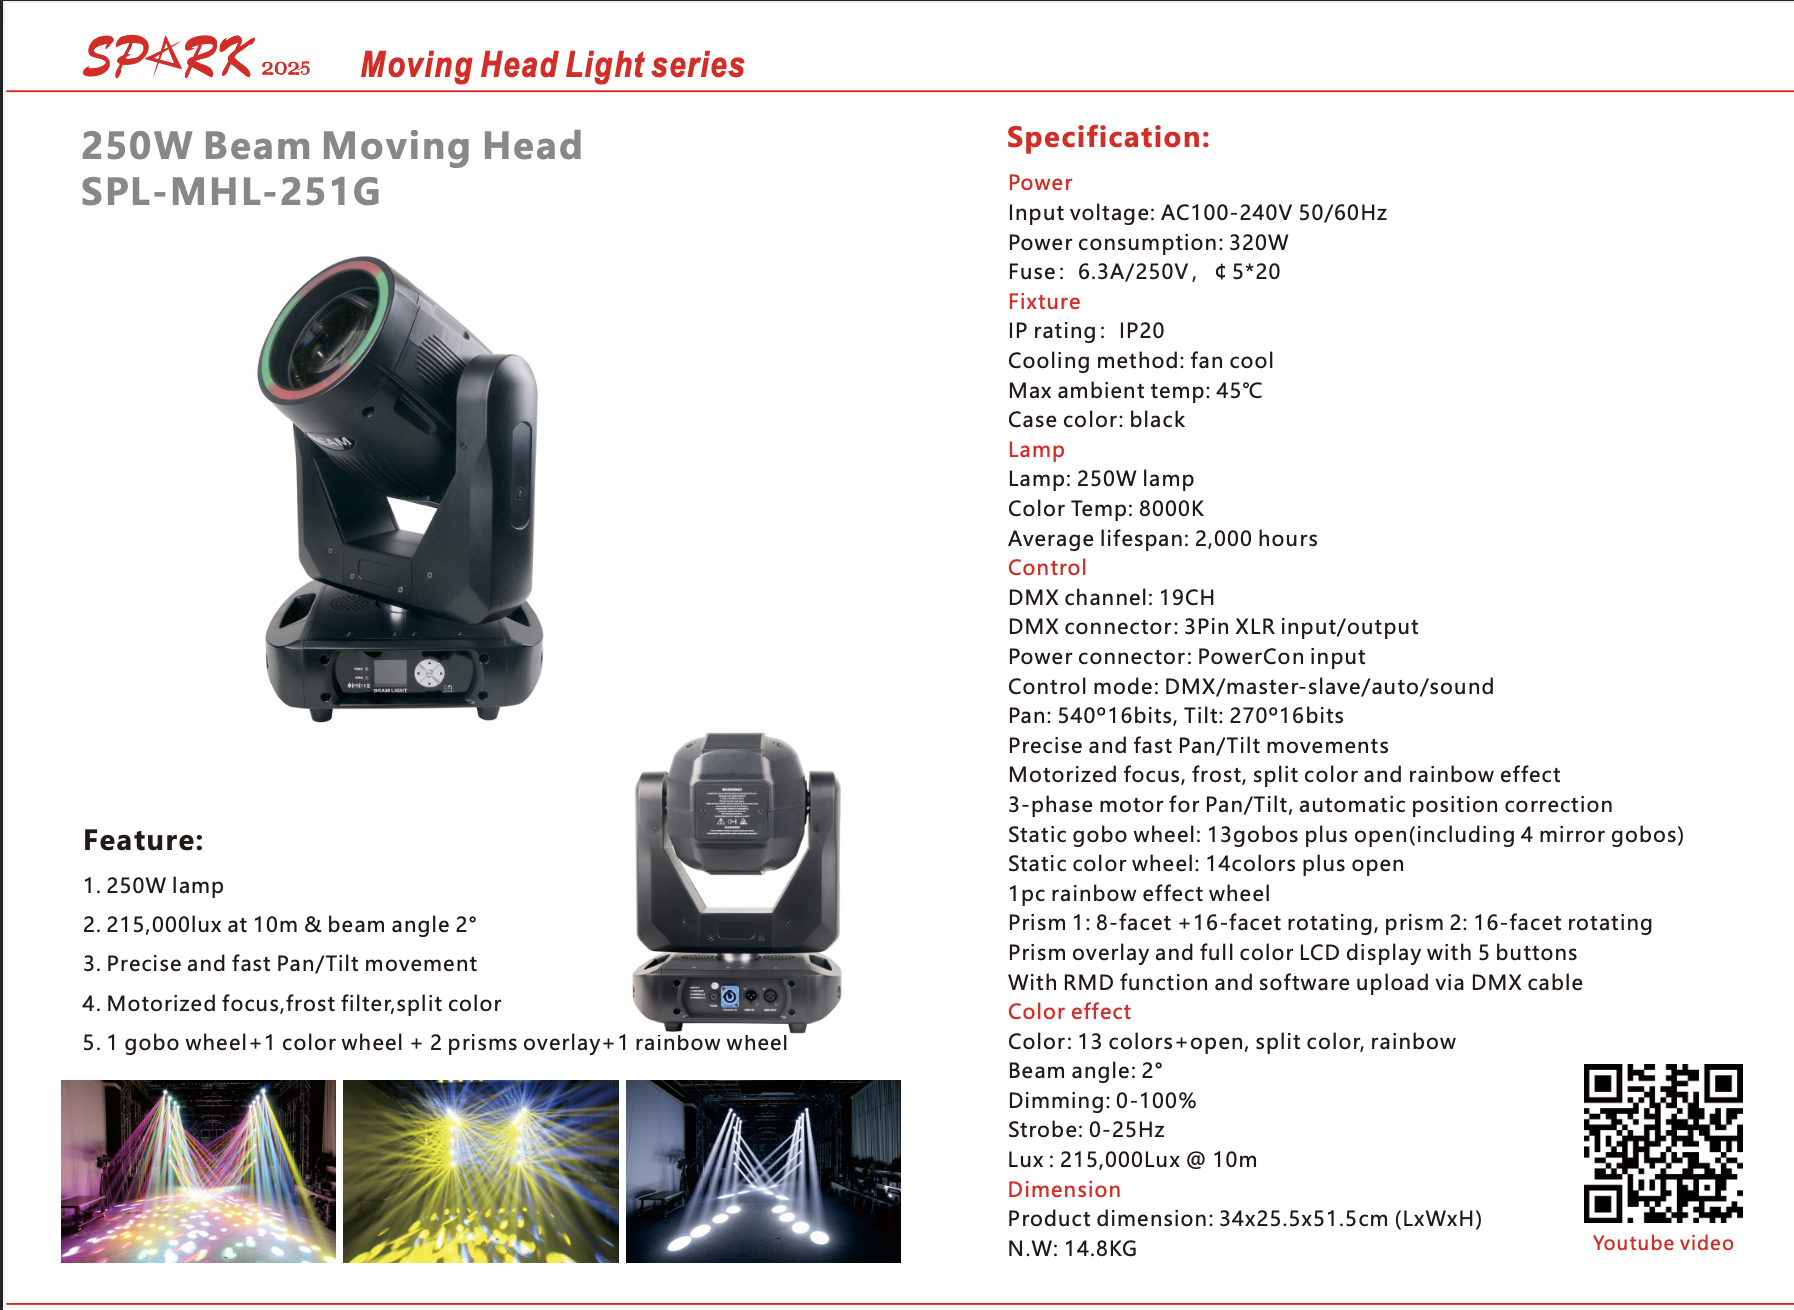 SPARK 2025 Moving Head Light series
250W Beam Moving Head
SPL-MHL-251G
BEAM LIGHT
Feature:
1. 250W lamp
2. 215,000lux at 10m & beam angle 2°
3. Precise and fast Pan/Tilt movement
4. Motorized focus,frost filter,split color
5. 1 gobo wheel+1 color wheel + 2 prisms overlay+1 rainbow wheel
Specification:
Power
Input voltage: AC100-240V 50/60Hz
Power consumption: 320W
Fuse: 6.3A/250V, ¢ 5*20
Fixture
IP rating: IP20
Cooling method: fan cool
Max ambient temp: 45℃
Case color: black
Lamp
Lamp: 250W lamp
Color Temp: 8000K
Average lifespan: 2,000 hours
Control
DMX channel: 19CH
DMX connector: 3Pin XLR input/output
Power connector: PowerCon input
Control mode: DMX/master-slave/auto/sound
Pan: 540º16bits, Tilt: 270º16bits
Precise and fast Pan/Tilt movements
Motorized focus, frost, split color and rainbow effect
3-phase motor for Pan/Tilt, automatic position correction
Static gobo wheel: 13gobos plus open(including 4 mirror gobos)
Static color wheel: 14colors plus open
1pc rainbow effect wheel
Prism 1: 8-facet +16-facet rotating, prism 2: 16-facet rotating
Prism overlay and full color LCD display with 5 buttons
With RMD function and software upload via DMX cable
Color effect
Color: 13 colors+open, split color, rainbow
Beam angle: 2°
Dimming: 0-100%
Strobe: 0-25Hz
Lux : 215,000Lux @ 10m
Dimension
Product dimension: 34x25.5x51.5cm (LxWxH)
N.W: 14.8KG
Youtube video